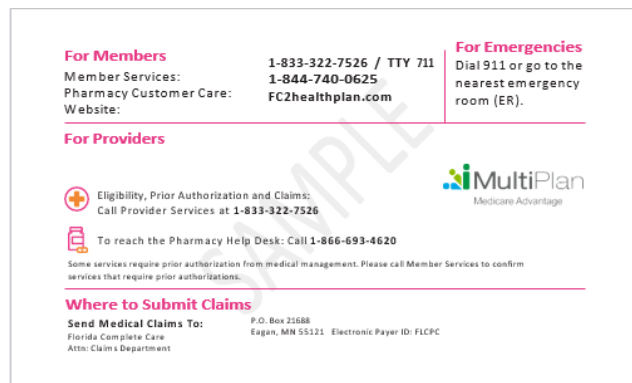 For Members
Member Services: 1-833-322-7526 / TTY 711
Pharmacy Customer Care: 1-844-740-0625
Website: FC2healthplan.com
For Emergencies
Dial 911 or go to the
nearest emergency
room (ER).
For Providers
Eligibility, Prior Authorization and Claims:
Call Provider Services at 1-833-322-7526
To reach the Pharmacy Help Desk: Call 1-866-693-4620
MultiPlan
Medicare Advantage
Some services require prior authorization from medical management. Please call Member Services to confirm
services that require prior authorizations.
SAMPLE
Where to Submit Claims
Send Medical Claims To:
Florida Complete Care
Attn: Claims Department
P.O. Box 21688
Eagan, MN 55121 Electronic Payer ID: FLCPC